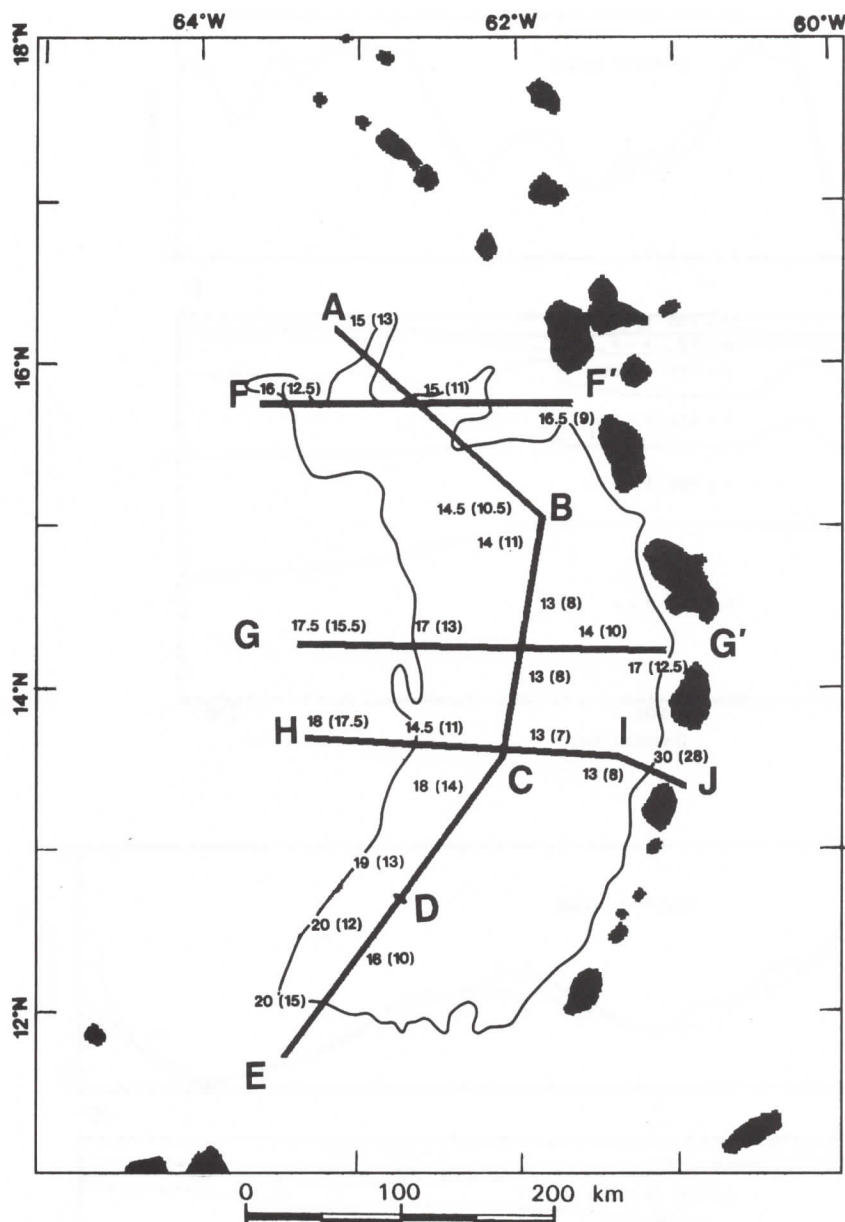 64°W 62°W 60°W
18°N
A
15 (13)
16°N
F 16 (12.5) 15 (11) F'
16.5 (9)
14.5 (10.5) B
14 (11)
13 (8)
G 17.5 (15.5) 17 (13) 14 (10) G'
13 (8) 17 (12.5)
14°N
H 18 (17.5) 14.5 (11) 13 (7) I
30 (28)
18 (14) C 13 (8) J
19 (13)
D
20 (12)
18 (10)
12°N
20 (15)
E
0 100 200 km